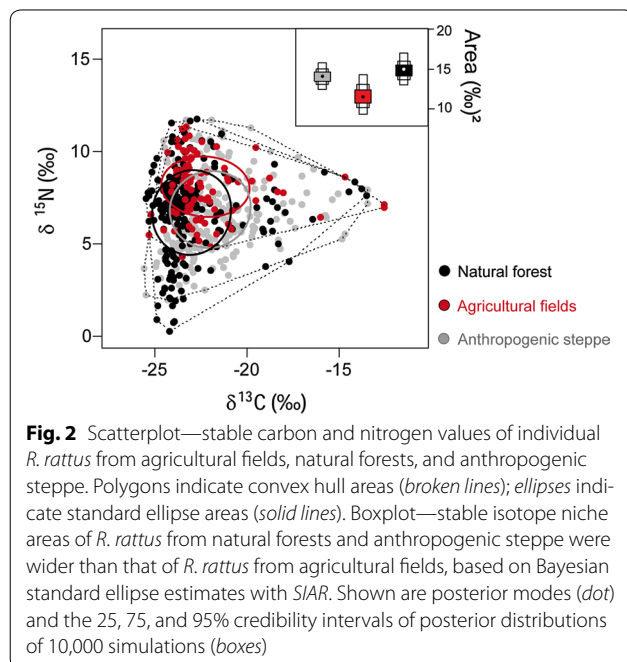 20
15
10
Area (‰)²
15
10
5
0
δ ¹⁵N (‰)
-25 -20 -15
δ¹³C (‰)
Natural forest
Agricultural fields
Anthropogenic steppe
Fig. 2 Scatterplot—stable carbon and nitrogen values of individual
R. rattus from agricultural fields, natural forests, and anthropogenic
steppe. Polygons indicate convex hull areas (broken lines); ellipses indi-
cate standard ellipse areas (solid lines). Boxplot—stable isotope niche
areas of R. rattus from natural forests and anthropogenic steppe were
wider than that of R. rattus from agricultural fields, based on Bayesian
standard ellipse estimates with SIAR. Shown are posterior modes (dot)
and the 25, 75, and 95% credibility intervals of posterior distributions
of 10,000 simulations (boxes)